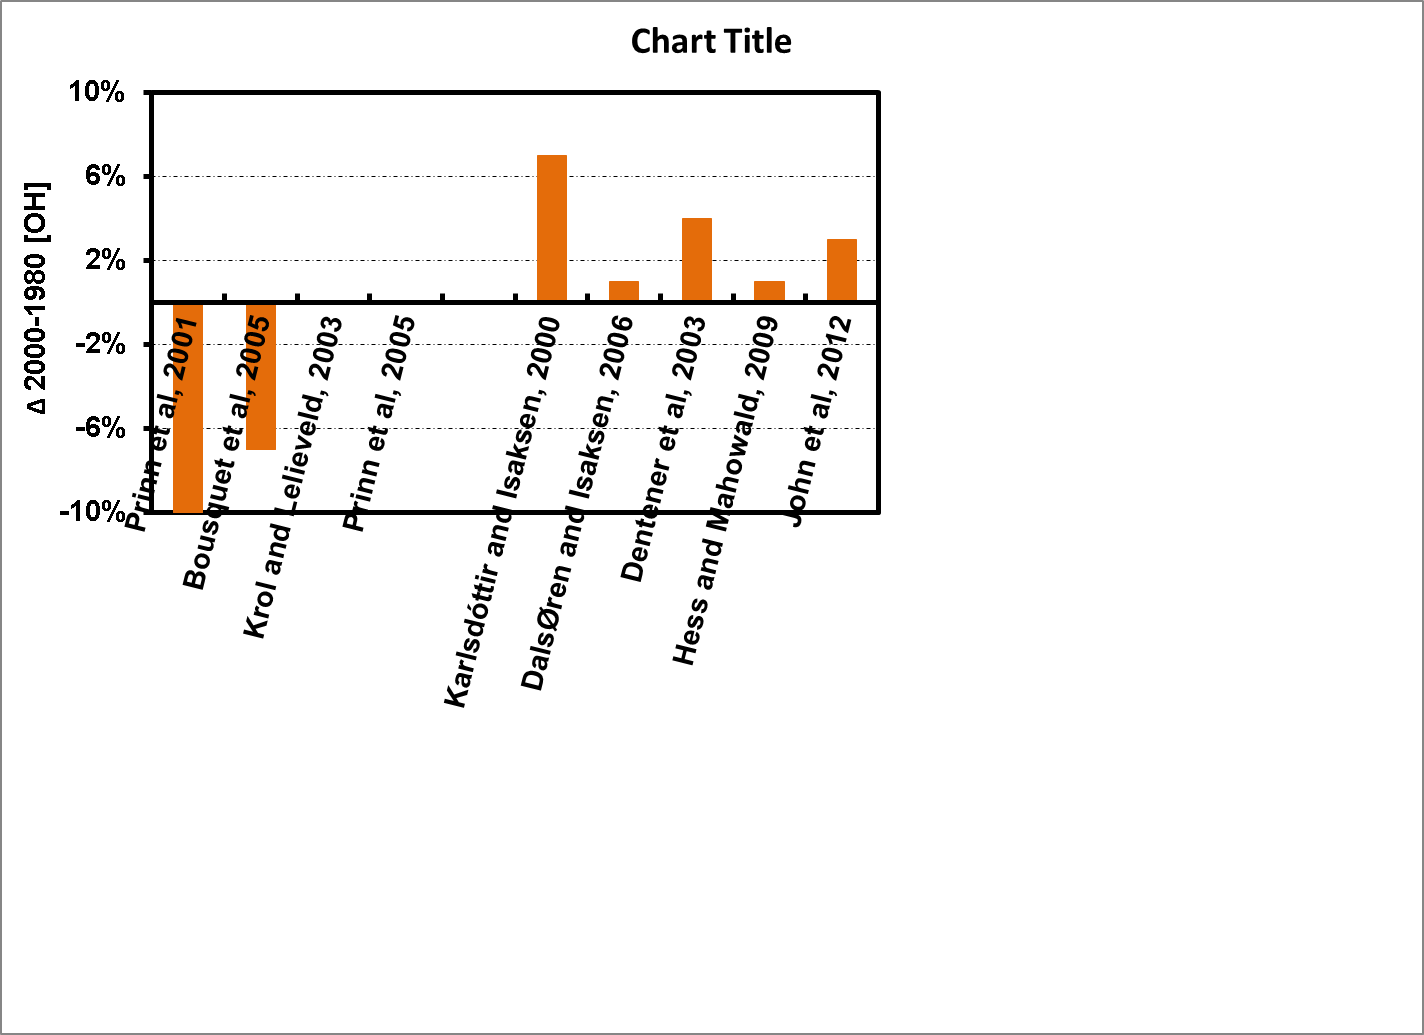 Chart Title
10%
6%
2%
-2%
-6%
-10%
Δ 2000-1980 [OH]
Prinn et al, 2001
Bousquet et al, 2005
Krol and Lelieveld, 2003
Prinn et al, 2005
Karlsdóttir and Isaksen, 2000
DalsØren and Isaksen, 2006
Dentener et al, 2003
Hess and Mahowald, 2009
John et al, 2012